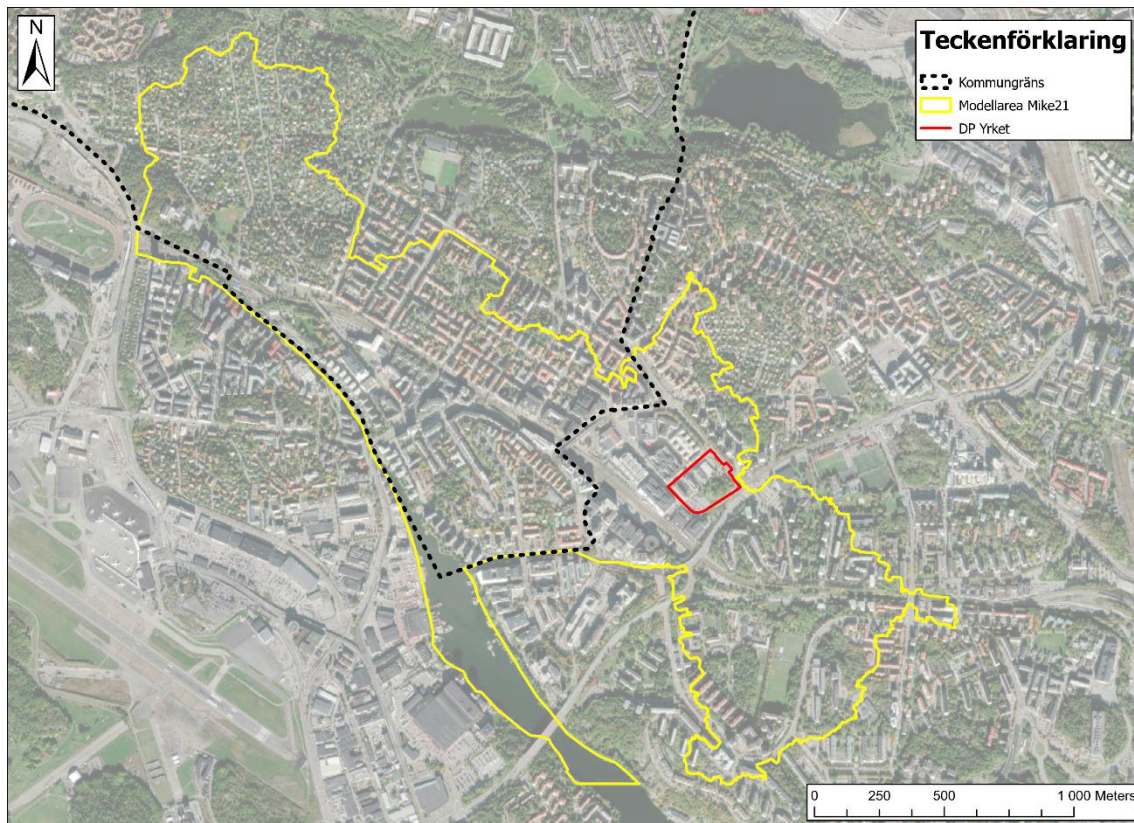 N
Teckenförklaring
Kommungräns
Modellarea Mike21
DP Yrket
0 250 500 1 000 Meters